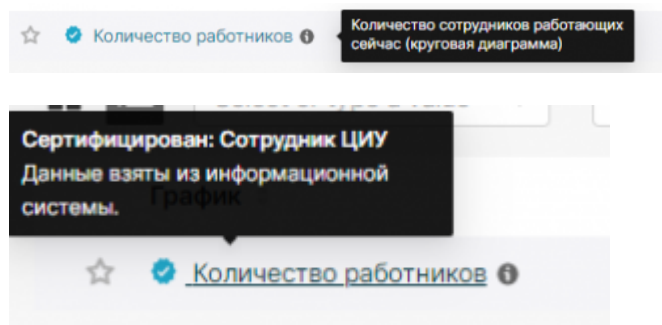 Количество работников
Количество сотрудников работающих
сейчас (круговая диаграмма)
Сертифицирован: Сотрудник ЦИУ
Данные взяты из информационной
системы.
График
Количество работников